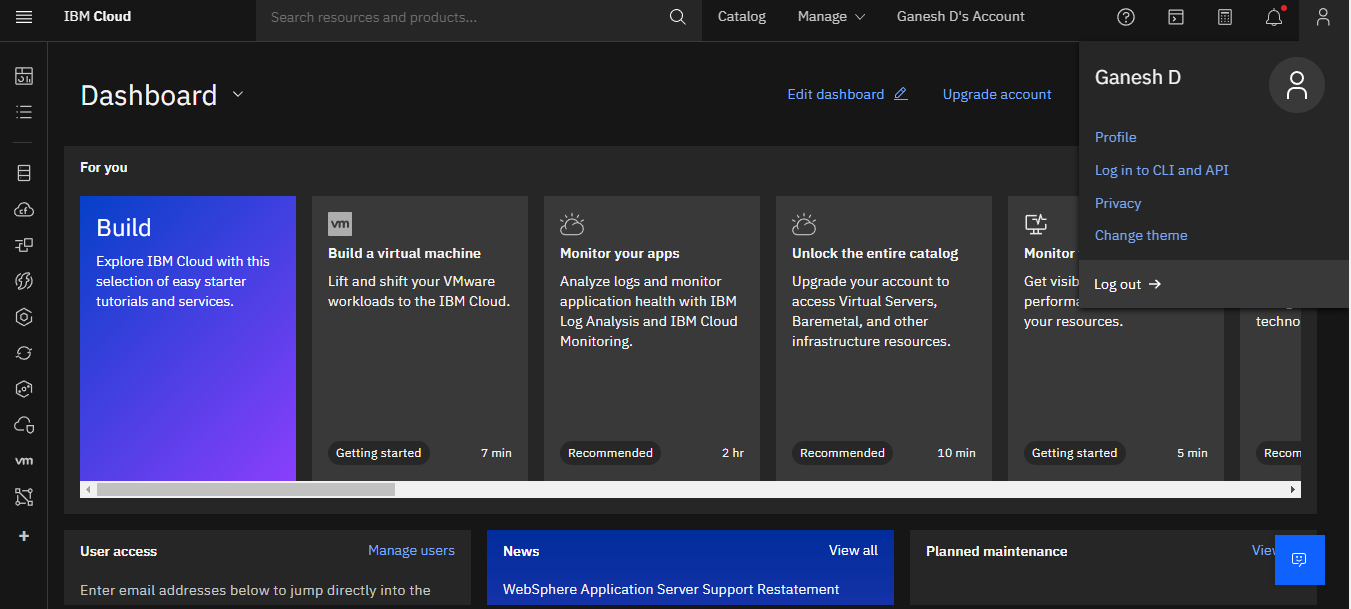 IBM Cloud
Search resources and products...
Catalog
Manage
Ganesh D's Account
Ganesh D
Profile
Log in to CLI and API
Privacy
Change theme
Log out
Dashboard
Edit dashboard
Upgrade account
For you
Build
Explore IBM Cloud with this
selection of easy starter
tutorials and services.
vm
Build a virtual machine
Lift and shift your VMware
workloads to the IBM Cloud.
Getting started
7 min
Monitor your apps
Analyze logs and monitor
application health with IBM
Log Analysis and IBM Cloud
Monitoring.
Recommended
2 hr
Unlock the entire catalog
Upgrade your account to
access Virtual Servers,
Baremetal, and other
infrastructure resources.
Recommended
10 min
Monitor
Get visib
performa
your resources.
Getting started
5 min
techno
Recom
vm
User access
Manage users
Enter email addresses below to jump directly into the
News
View all
WebSphere Application Server Support Restatement
Planned maintenance